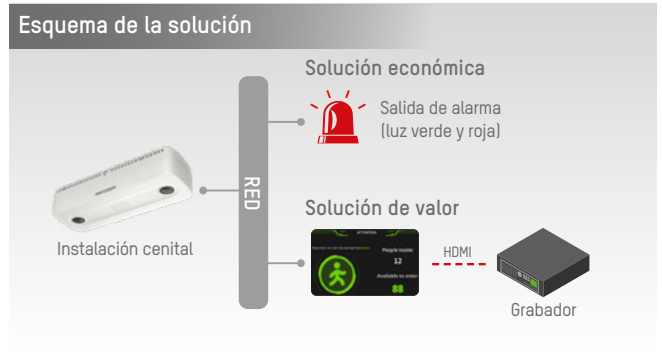 Esquema de la solución
Solución económica
Salida de alarma
(luz verde y roja)
RED
Instalación cenital
Solución de valor
People inside:
12
Available to enter:
88
HDMI
Grabador